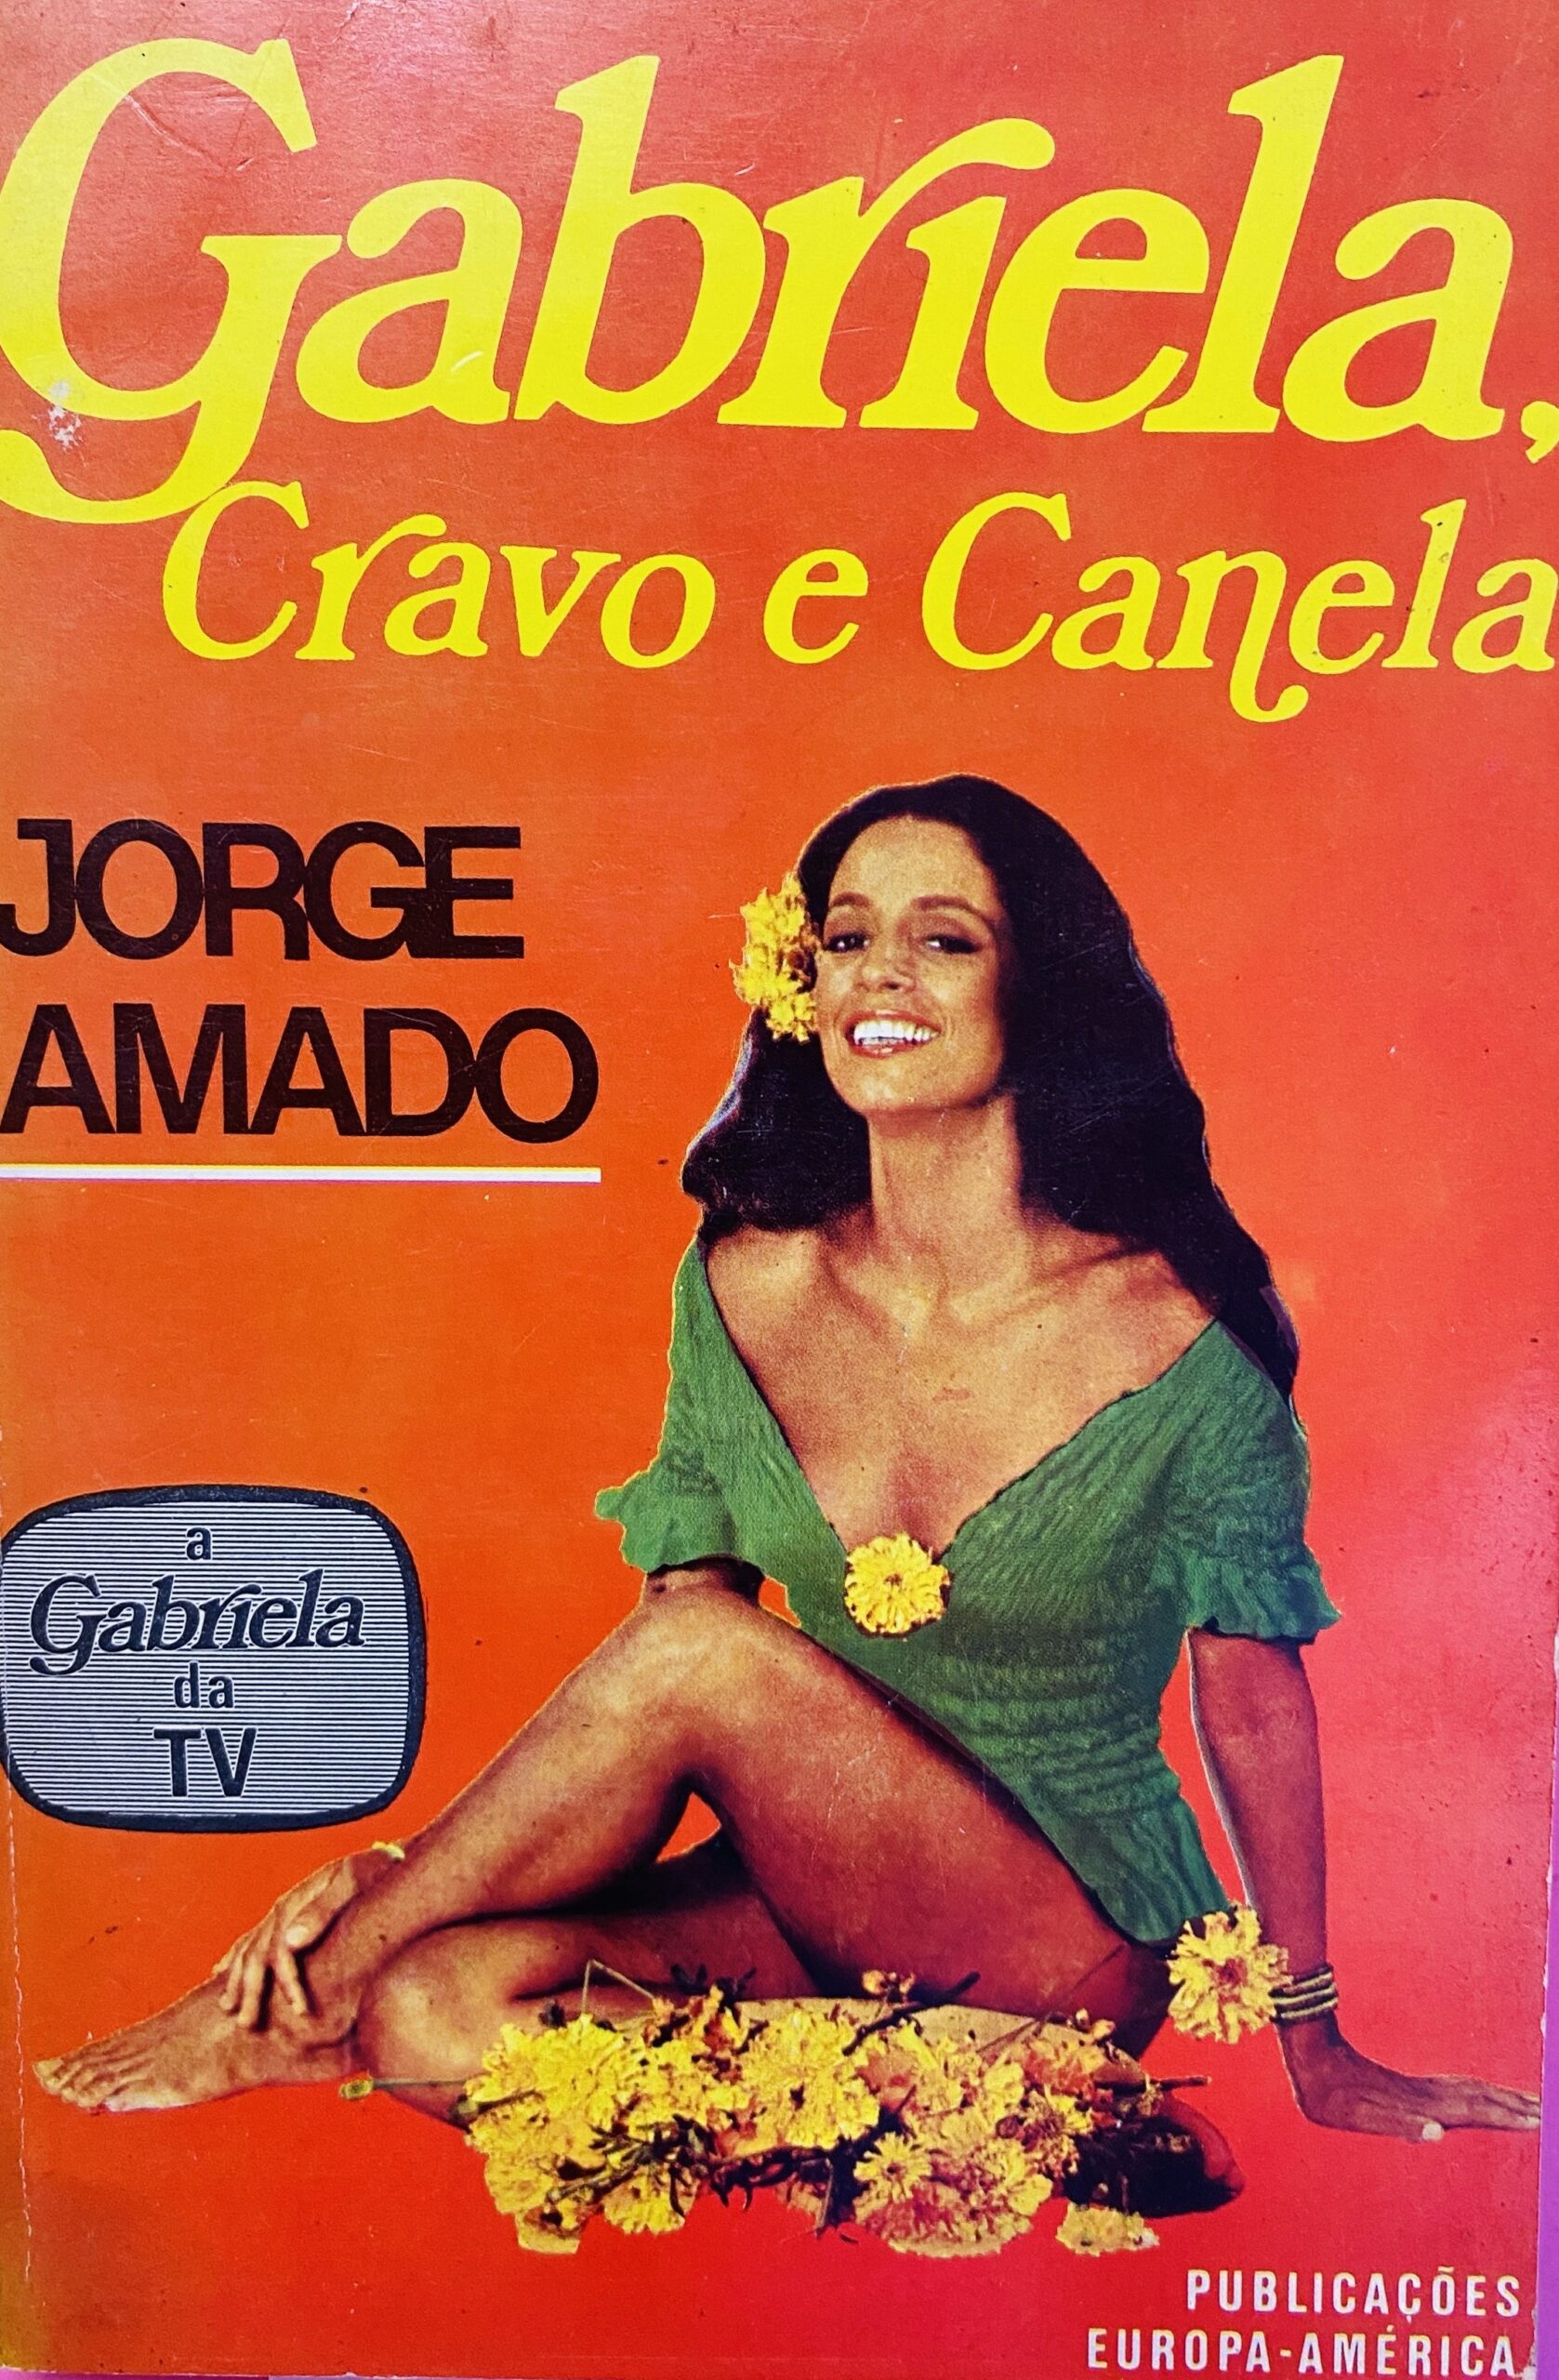 Gabriela,
Cravo e Canela
JORGE
AMADO
a
Gabriela
da
TV
PUBLICAÇÕES
EUROPA-AMÉRICA